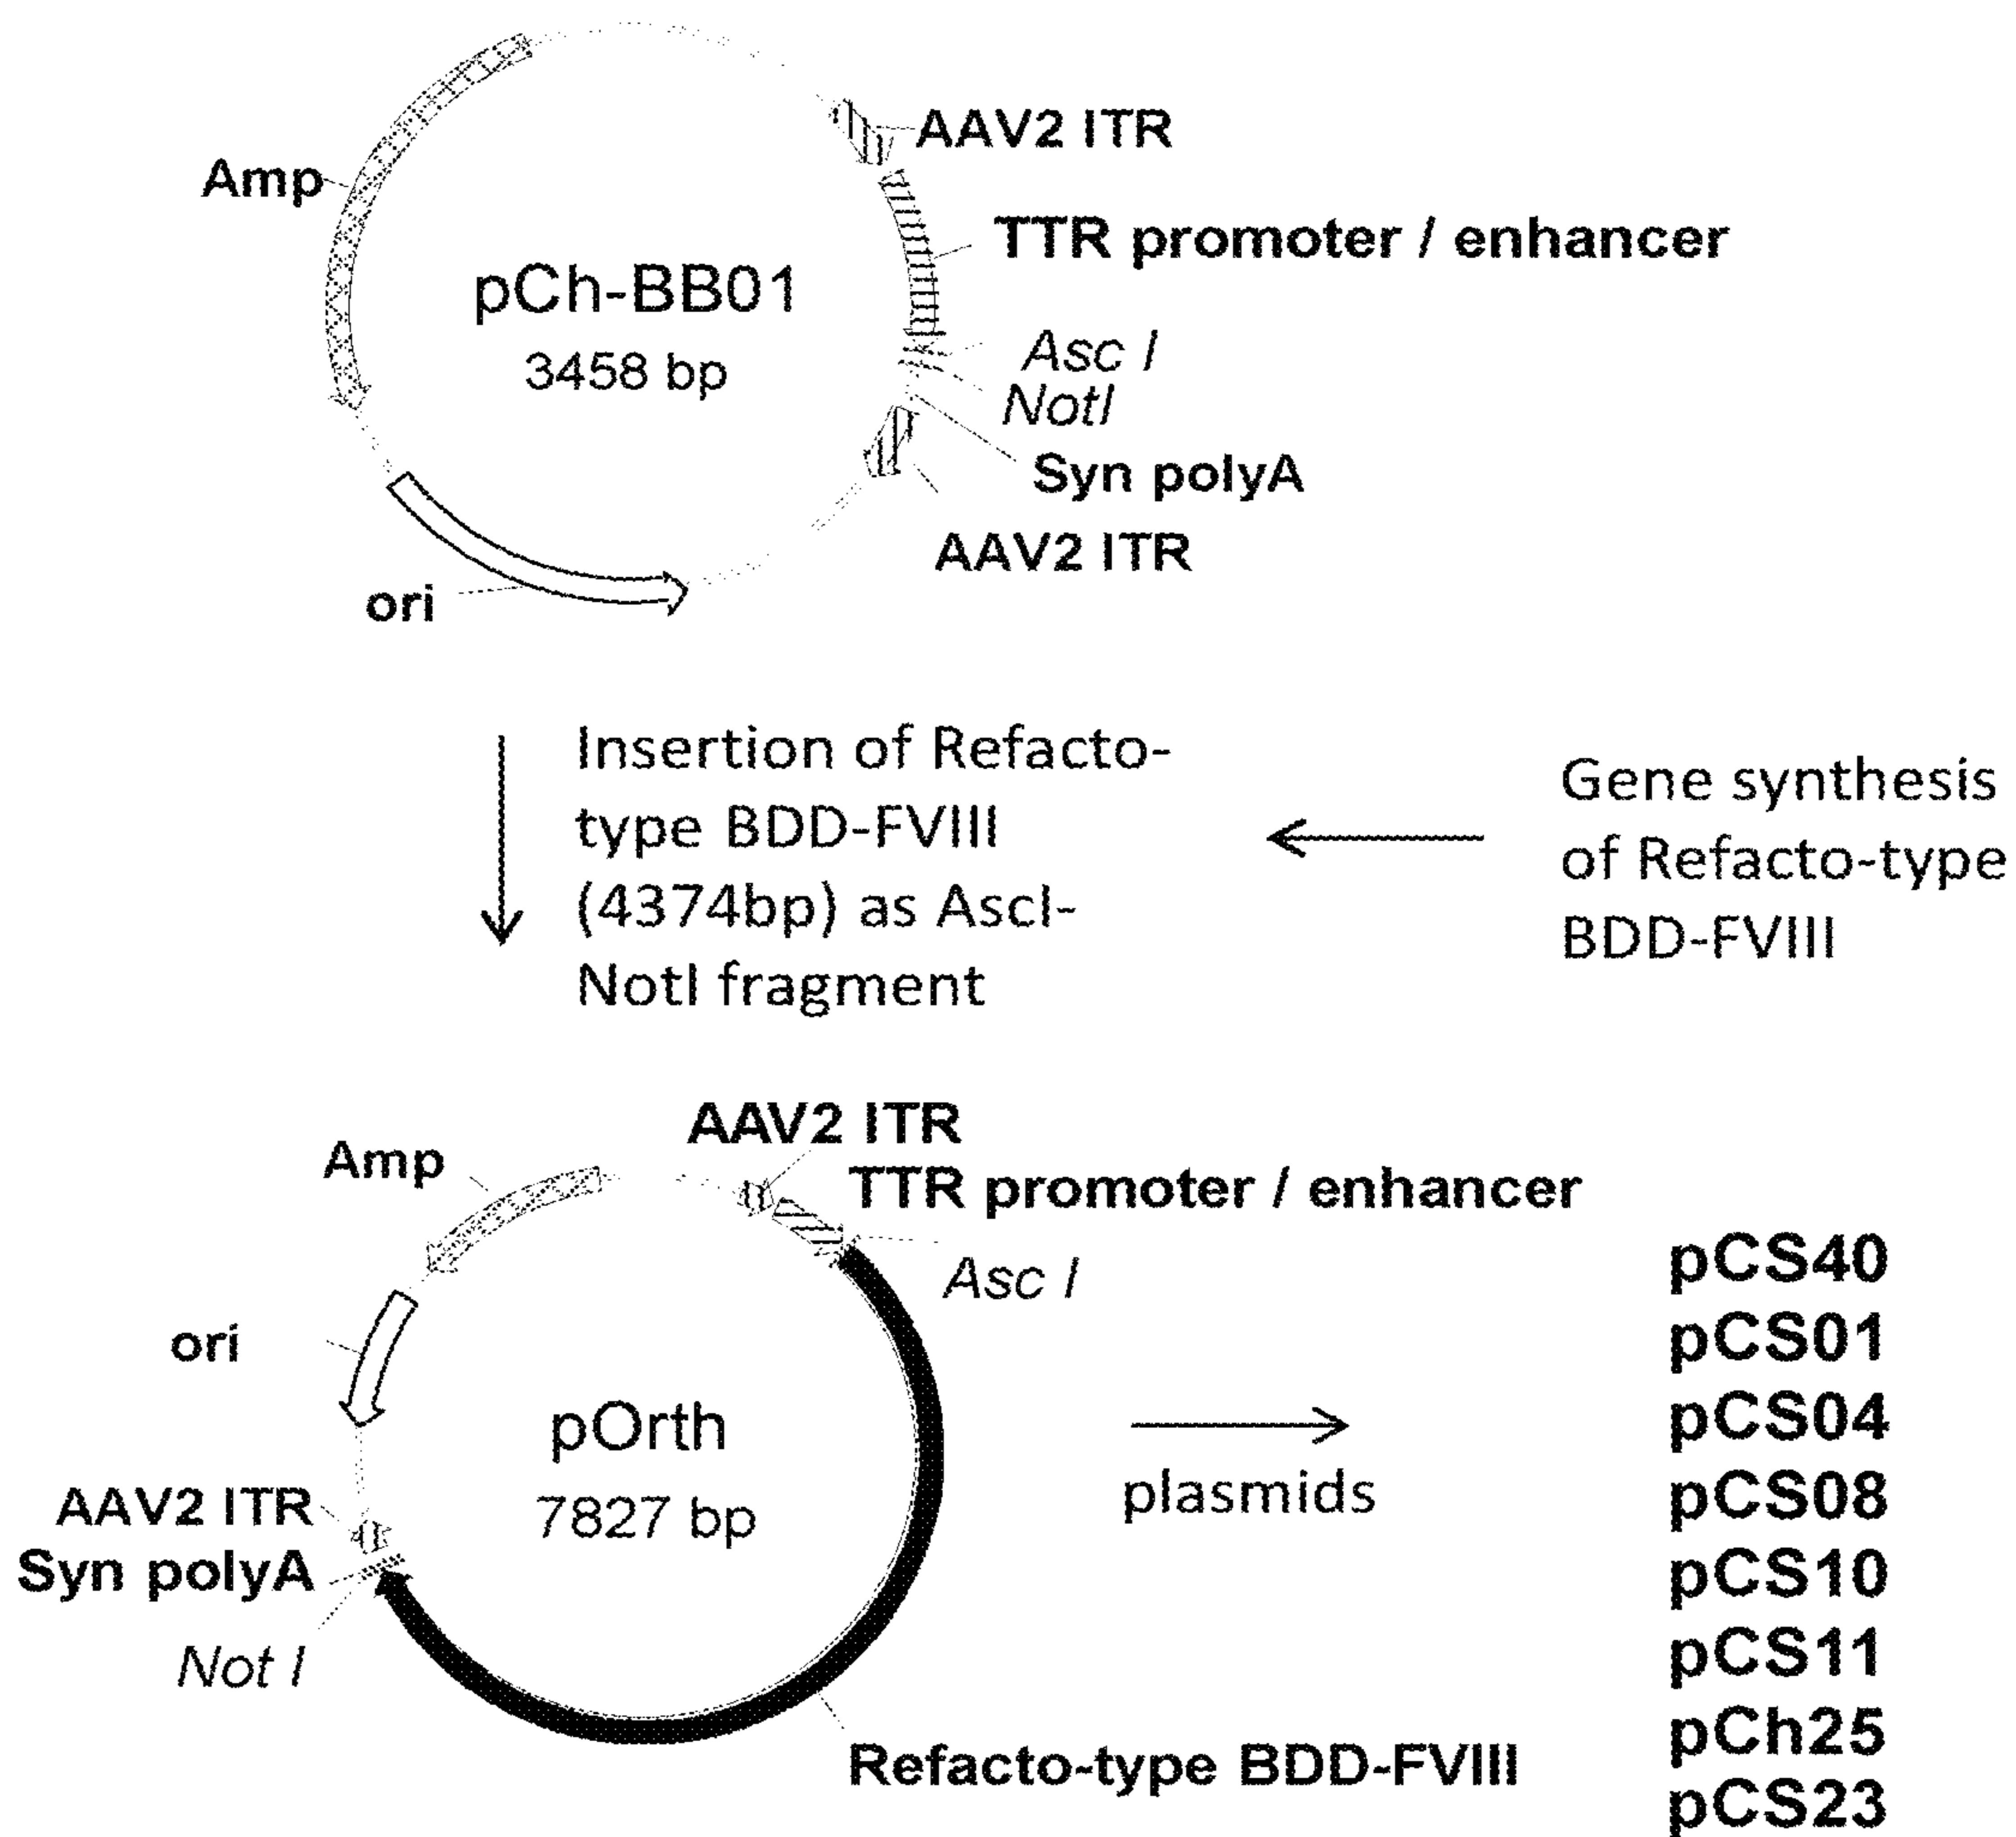 AAV2 ITR
Amp
TTR promoter / enhancer
pCh-BB01
3458 bp
Asc I
NotI
Syn polyA
AAV2 ITR
ori
Insertion of Refacto-
type BDD-FVIII
(4374bp) as AscI-
NotI fragment
Gene synthesis
of Refacto-type
BDD-FVIII
AAV2 ITR
Amp
TTR promoter / enhancer
Asc I
ori
pOrth
7827 bp
AAV2 ITR
Syn polyA
Not I
Refacto-type BDD-FVIII
plasmids
pCS40
pCS01
pCS04
pCS08
pCS10
pCS11
pCh25
pCS23